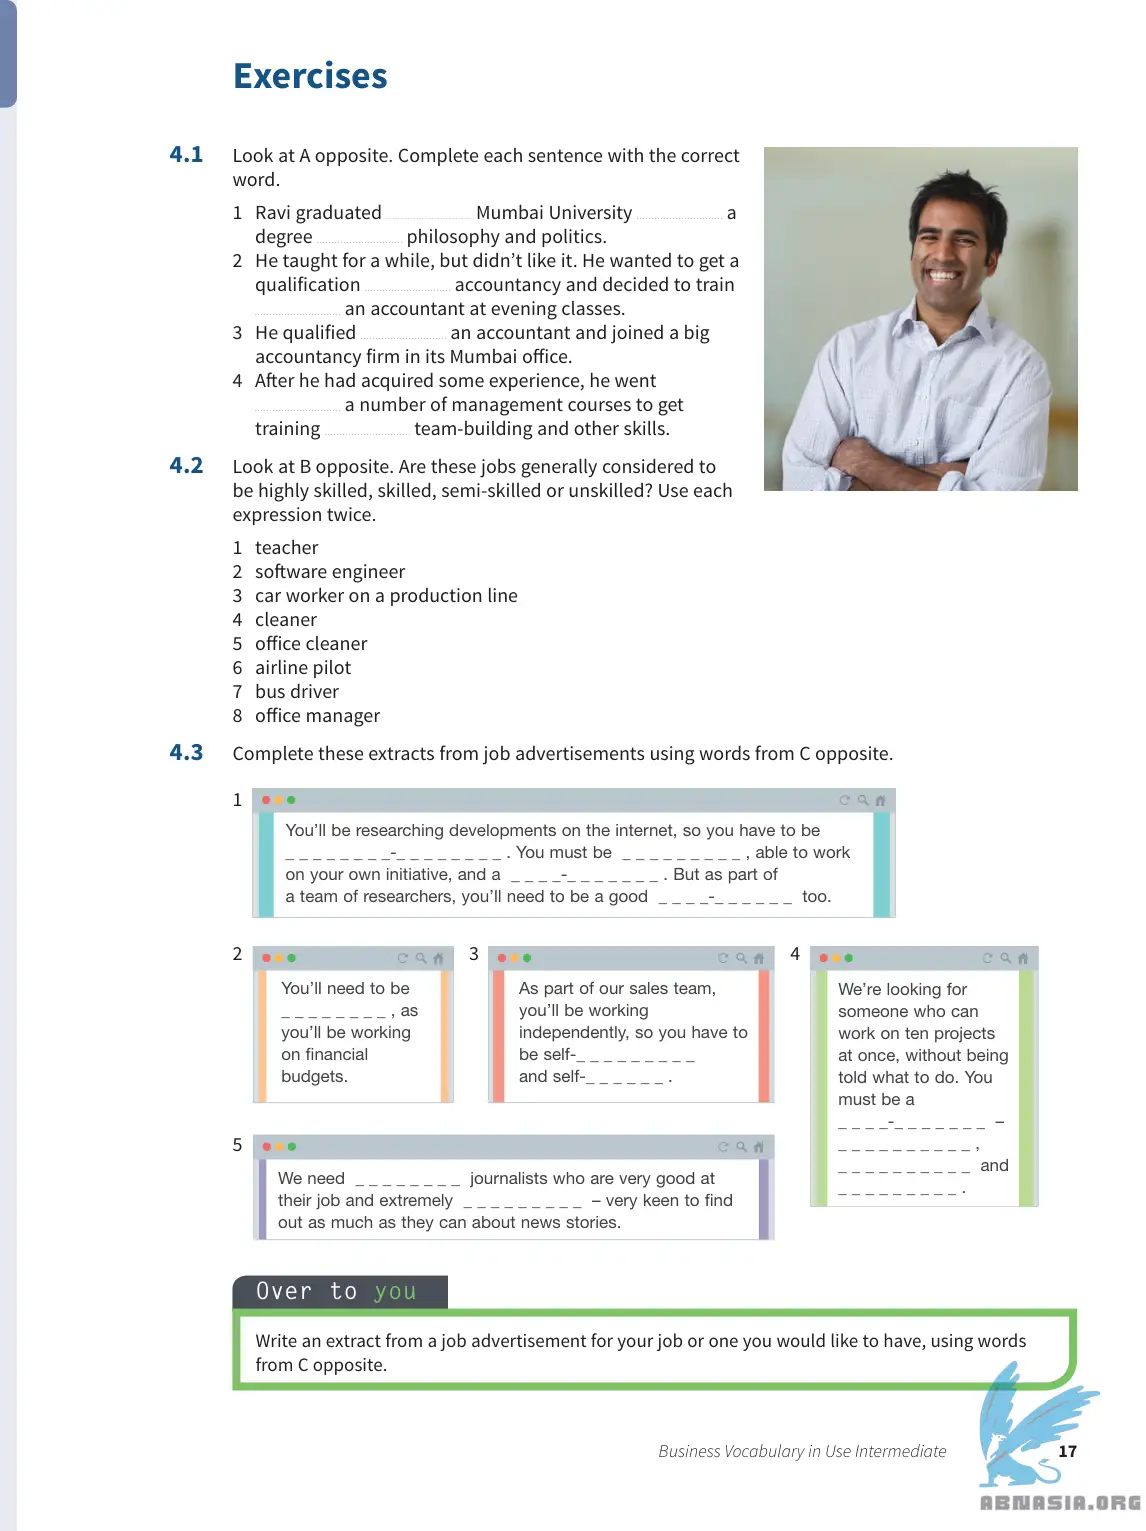 Exercises
4.1 Look at A opposite. Complete each sentence with the correct
word.
1 Ravi graduated ............................ Mumbai University ............................ a
degree ............................ philosophy and politics.
2 He taught for a while, but didn’t like it. He wanted to get a
qualification ............................ accountancy and decided to train
............................ an accountant at evening classes.
3 He qualified ............................ an accountant and joined a big
accountancy firm in its Mumbai office.
4 After he had acquired some experience, he went
............................ a number of management courses to get
training ............................ team-building and other skills.
4.2 Look at B opposite. Are these jobs generally considered to
be highly skilled, skilled, semi-skilled or unskilled? Use each
expression twice.
1 teacher
2 software engineer
3 car worker on a production line
4 cleaner
5 office cleaner
6 airline pilot
7 bus driver
8 office manager
4.3 Complete these extracts from job advertisements using words from C opposite.
1
You’ll be researching developments on the internet, so you have to be
_ _ _ _ _ _ _ _-_ _ _ _ _ _ _ _ . You must be _ _ _ _ _ _ _ _ _ , able to work
on your own initiative, and a _ _ _ _-_ _ _ _ _ _ _ . But as part of
a team of researchers, you’ll need to be a good _ _ _ _-_ _ _ _ _ _ too.
2
You’ll need to be
_ _ _ _ _ _ _ _ , as
you’ll be working
on financial
budgets.
3
As part of our sales team,
you’ll be working
independently, so you have to
be self-_ _ _ _ _ _ _ _ _
and self-_ _ _ _ _ _ .
4
We’re looking for
someone who can
work on ten projects
at once, without being
told what to do. You
must be a
_ _ _ _-_ _ _ _ _ _ _ –
_ _ _ _ _ _ _ _ _ _ ,
_ _ _ _ _ _ _ _ _ _ and
_ _ _ _ _ _ _ _ _ .
5
We need _ _ _ _ _ _ _ _ journalists who are very good at
their job and extremely _ _ _ _ _ _ _ _ _ – very keen to find
out as much as they can about news stories.
Over to you
Write an extract from a job advertisement for your job or one you would like to have, using words
from C opposite.
Business Vocabulary in Use Intermediate 17
ABNASIA.ORG